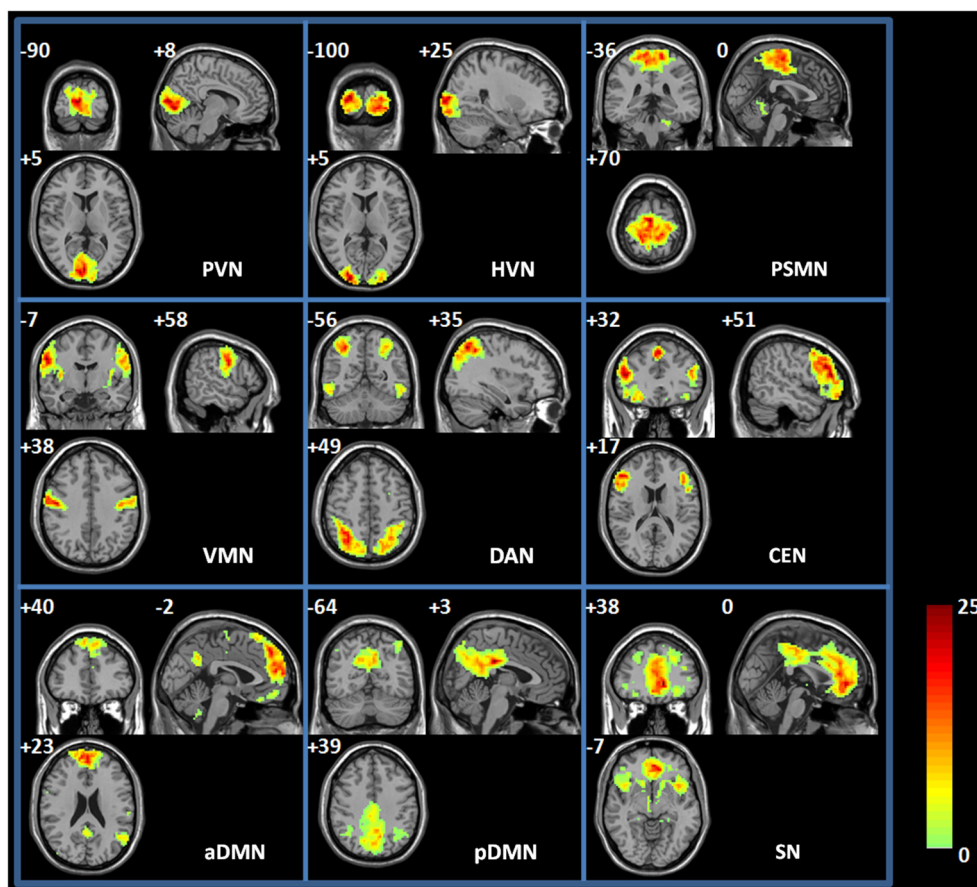 -90 +8
+5
PVN
-100 +25
+5
HVN
-36 0
+70
PSMN
-7 +58
+38
VMN
-56 +35
+49
DAN
+32 +51
+17
CEN
+40 -2
+23
aDMN
-64 +3
+39
pDMN
+38 0
-7
SN
25
0